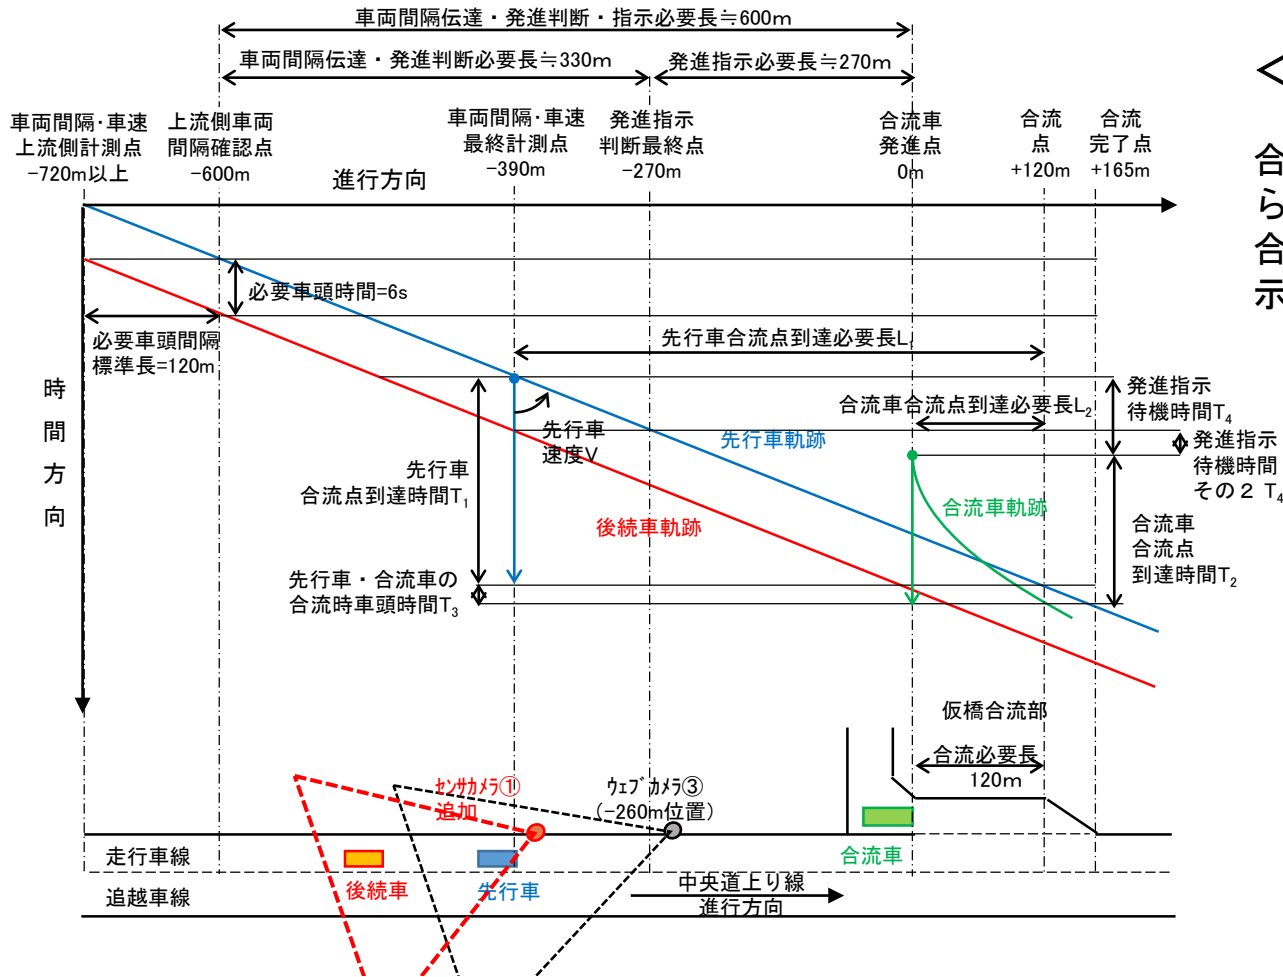 車両間隔伝達・発進判断・指示必要長≒600m
車両間隔伝達・発進判断必要長≒330m
発進指示必要長≒270m
車両間隔・車速
上流側計測点
-720m以上
上流側車両
間隔確認点
-600m
車両間隔・車速
最終計測点
-390m
発進指示
判断最終点
-270m
合流車
発進点
0m
合流
点
+120m
合流
完了点
+165m
進行方向
<
合
ら
合
示
必要車頭時間=6s
必要車頭間隔
標準長=120m
先行車合流点到達必要長L1
合流車合流点到達必要長L2
発進指示
待機時間T4
発進指示
待機時間
その2 T4
時間方向
先行車
速度V
先行車軌跡
先行車
合流点到達時間T1
後続車軌跡
合流車軌跡
合流車
合流点
到達時間T2
先行車・合流車の
合流時車頭時間T3
仮橋合流部
合流必要長
120m
センサカメラ①
追加
ウェブカメラ③
(-260m位置)
走行車線
後続車
先行車
合流車
追越車線
中央道上り線
進行方向